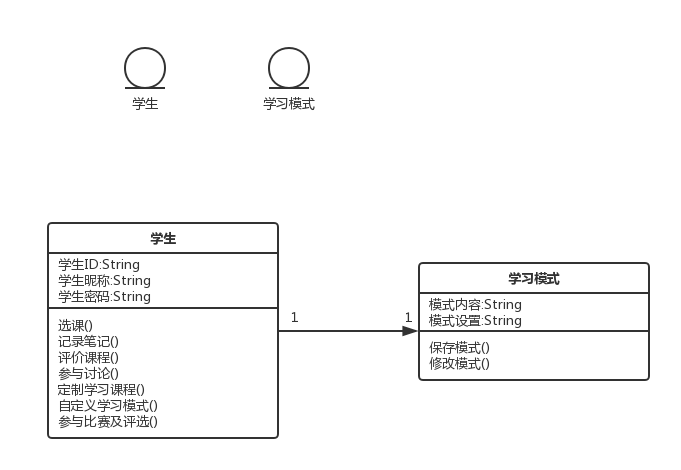 学生
学习模式
学生
学生ID:String
学生昵称:String
学生密码:String
选课()
记录笔记()
评价课程()
参与讨论()
定制学习课程()
自定义学习模式()
参与比赛及评选()
1
1
学习模式
模式内容:String
模式设置:String
保存模式()
修改模式()